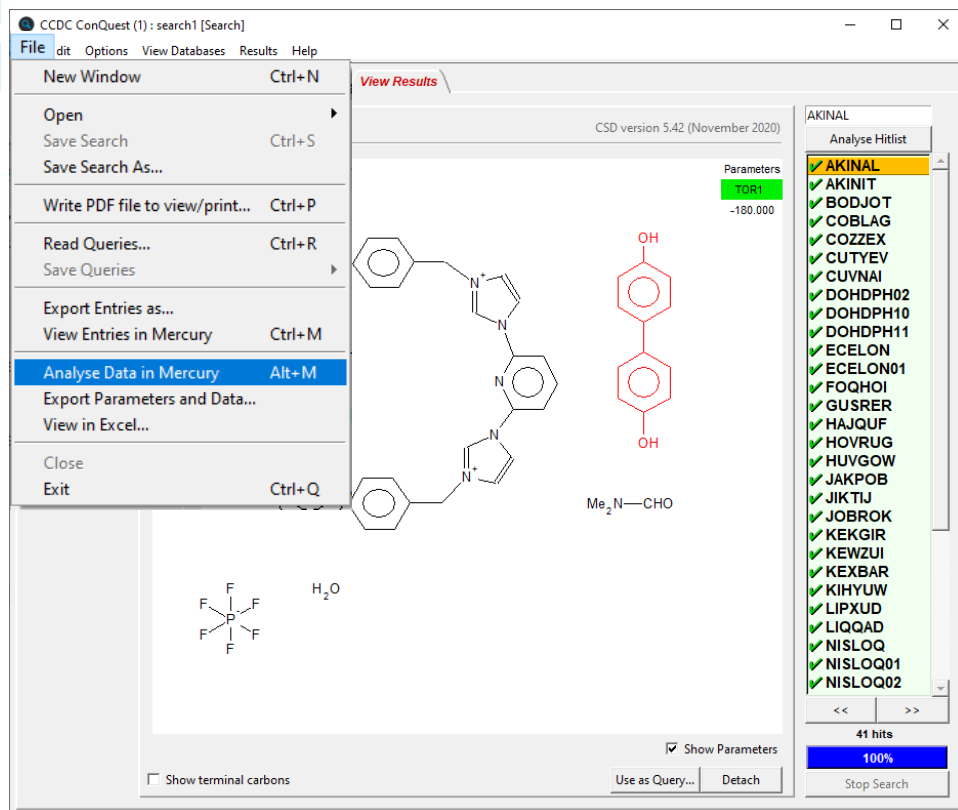 CCDC ConQuest (1) : search1 [Search]
File dit Options View Databases Results Help
New Window Ctrl+N
Open
Save Search Ctrl+S
Save Search As...
Write PDF file to view/print... Ctrl+P
Read Queries... Ctrl+R
Save Queries
Export Entries as...
View Entries in Mercury Ctrl+M
Analyse Data in Mercury Alt+M
Export Parameters and Data...
View in Excel...
Close
Exit Ctrl+Q
View Results
CSD version 5.42 (November 2020)
Parameters
TOR1
-180.000
N+
N
N
N
N+
OH
OH
Me2N—CHO
H2O
F
F F
P-
F F
F
Show Parameters
Show terminal carbons
Use as Query... Detach
AKINAL
Analyse Hitlist
AKINAL
AKINIT
BODJOT
COBLAG
COZZEX
CUTYEV
CUVNAI
DOHDPH02
DOHDPH10
DOHDPH11
ECELON
ECELON01
FOQHOI
GUSRER
HAJQUF
HOVRUG
HUVGOW
JAKPOB
JIKTIJ
JOBROK
KEKGIR
KEWZUI
KEXBAR
KIHYUW
LIPXUD
LIQQAD
NISLOQ
NISLOQ01
NISLOQ02
<< >>
41 hits
100%
Stop Search